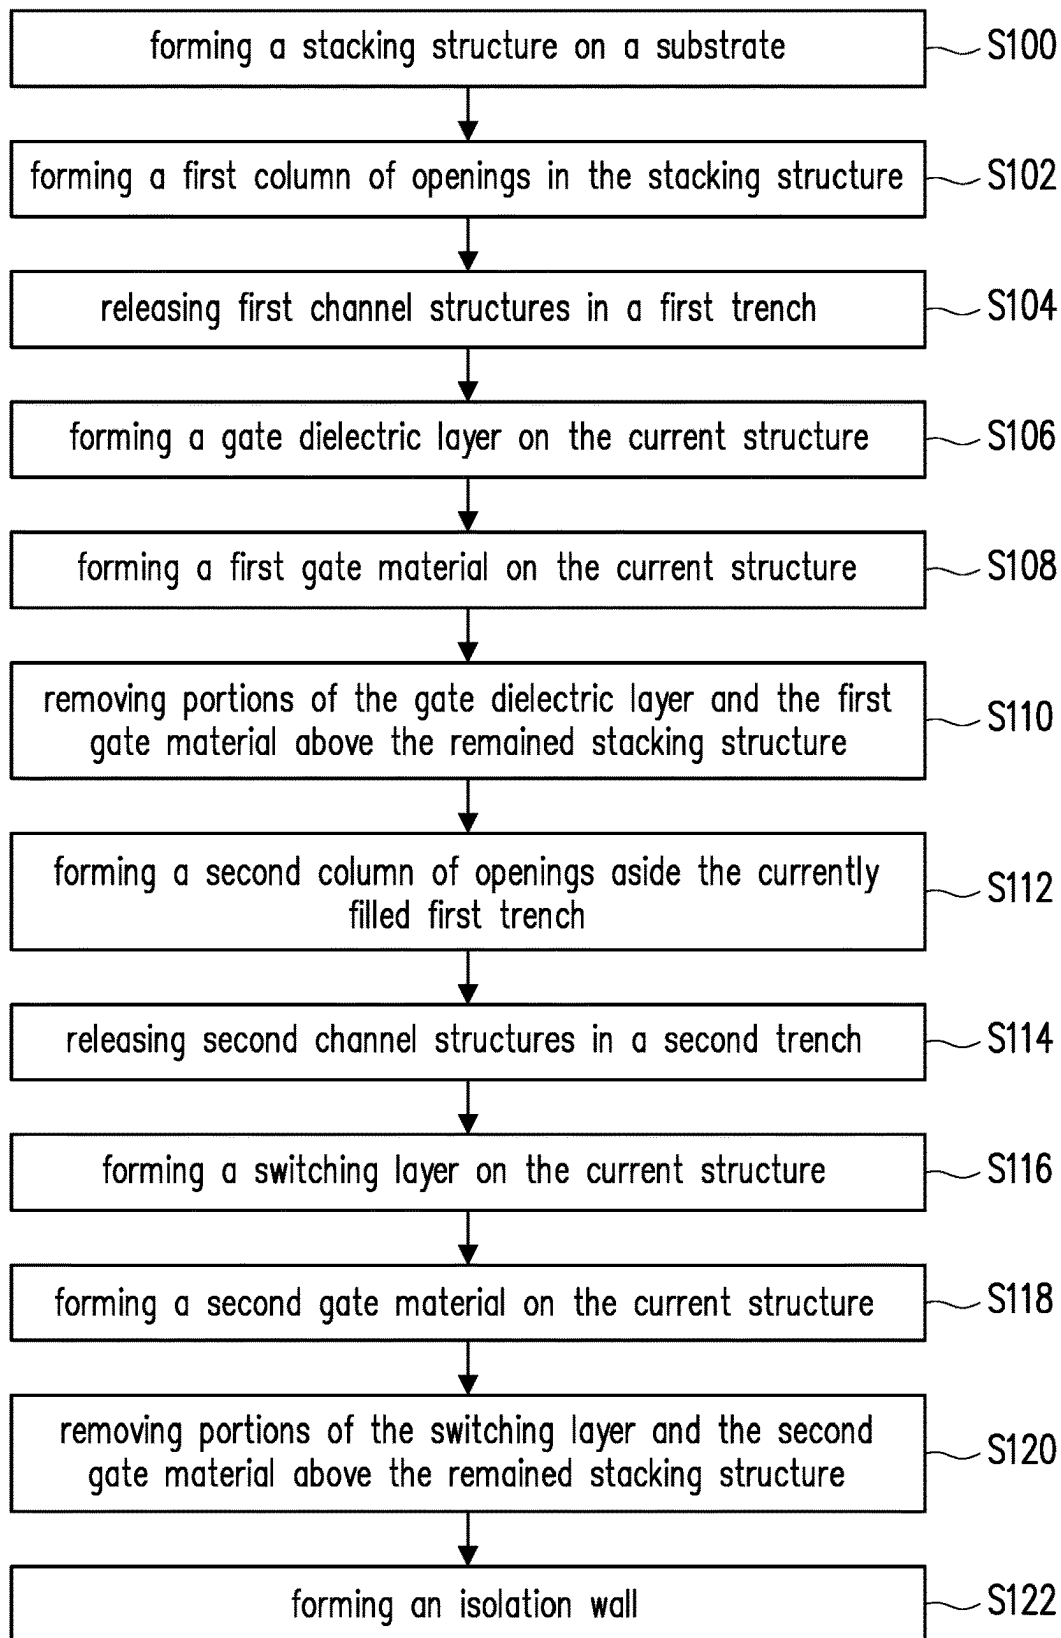 forming a stacking structure on a substrate
S100
forming a first column of openings in the stacking structure
S102
releasing first channel structures in a first trench
S104
forming a gate dielectric layer on the current structure
S106
forming a first gate material on the current structure
S108
removing portions of the gate dielectric layer and the first
gate material above the remained stacking structure
S110
forming a second column of openings aside the currently
filled first trench
S112
releasing second channel structures in a second trench
S114
forming a switching layer on the current structure
S116
forming a second gate material on the current structure
S118
removing portions of the switching layer and the second
gate material above the remained stacking structure
S120
forming an isolation wall
S122